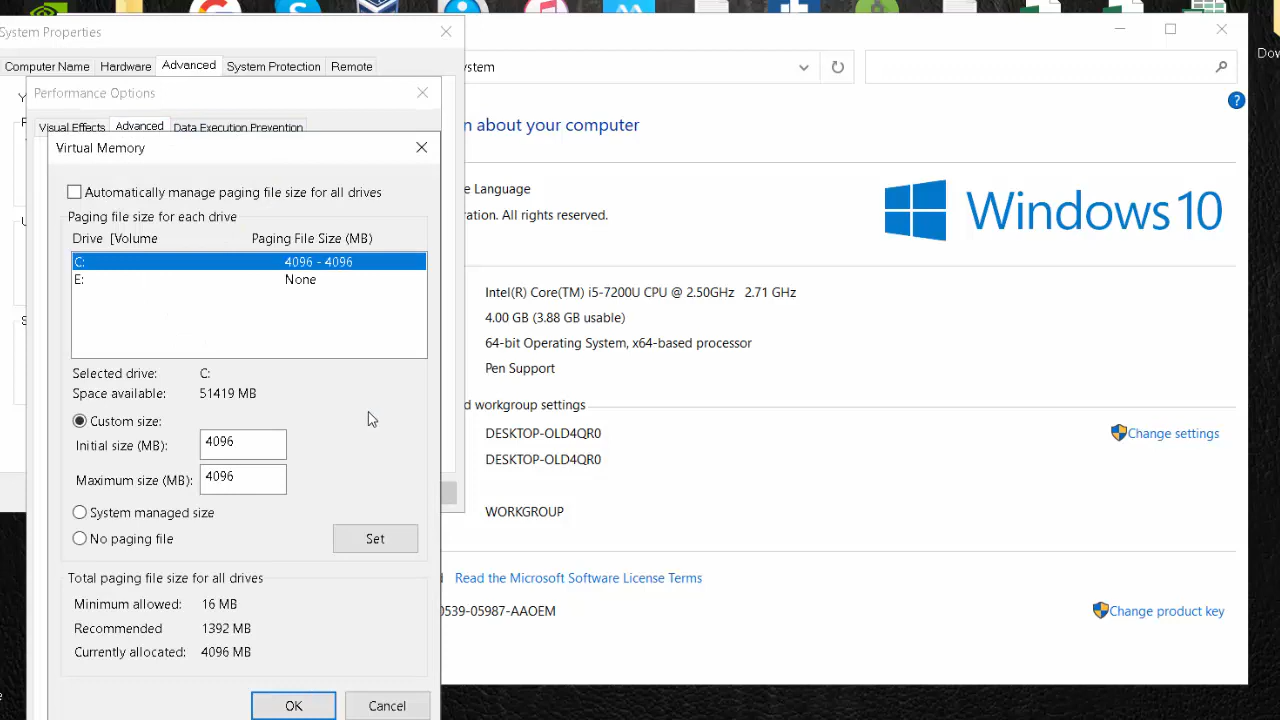 System Properties
Computer Name Hardware Advanced System Protection Remote
Performance Options
Visual Effects Advanced Data Execution Prevention
Virtual Memory
Automatically manage paging file size for all drives
Paging file size for each drive
Drive [Volume Paging File Size (MB)
C: 4096 - 4096
E: None
Selected drive: C:
Space available: 51419 MB
Custom size:
Initial size (MB): 4096
Maximum size (MB): 4096
System managed size
No paging file
Set
Total paging file size for all drives
Minimum allowed: 16 MB
Recommended 1392 MB
Currently allocated: 4096 MB
OK Cancel
stem
n about your computer
e Language
ration. All rights reserved.
Windows 10
Intel(R) Core(TM) i5-7200U CPU @ 2.50GHz 2.71 GHz
4.00 GB (3.88 GB usable)
64-bit Operating System, x64-based processor
Pen Support
d workgroup settings
DESKTOP-OLD4QR0
Change settings
DESKTOP-OLD4QR0
WORKGROUP
Read the Microsoft Software License Terms
0539-05987-AAOEM
Change product key
Dow